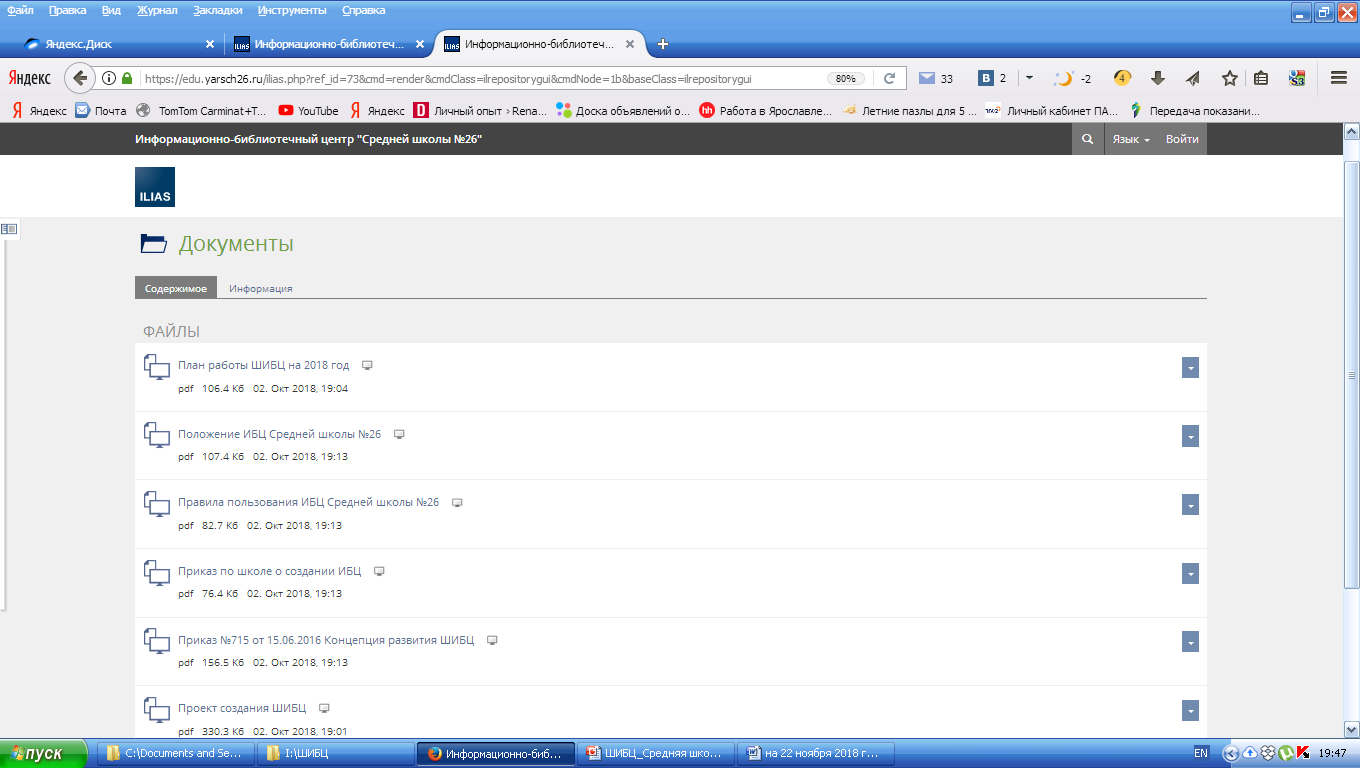 Файл Правка Вид Журнал Закладки Инструменты Справка
Яндекс.Диск Информационно-библиотеч... Информационно-библиотеч...
Яндекс https://edu.yarsch26.ru/ilias.php?ref_id=73&cmd=render&cmdClass=ilrepositorygui&cmdNode=1b&baseClass=ilrepositorygui 80% 33 2 -2 4
Яндекс Почта TomTom Carminat+T... YouTube Яндекс Личный опыт › Rena... Доска объявлений о... Работа в Ярославле... Летние пазлы для 5 ... Личный кабинет ПА... Передача показани...
Информационно-библиотечный центр "Средней школы №26" Язык Войти
ILIAS
Документы
Содержимое Информация
ФАЙЛЫ
План работы ШИБЦ на 2018 год
pdf 106.4 Кб 02. Окт 2018, 19:04
Положение ИБЦ Средней школы №26
pdf 107.4 Кб 02. Окт 2018, 19:13
Правила пользования ИБЦ Средней школы №26
pdf 82.7 Кб 02. Окт 2018, 19:13
Приказ по школе о создании ИБЦ
pdf 76.4 Кб 02. Окт 2018, 19:13
Приказ №715 от 15.06.2016 Концепция развития ШИБЦ
pdf 156.5 Кб 02. Окт 2018, 19:13
Проект создания ШИБЦ
pdf 330.3 Кб 02. Окт 2018, 19:01
пуск C:\Documents and Se... I:\ШИБЦ Информационно-биб... ШИБЦ_Средняя шко... на 22 ноября 2018 г... EN 19:47